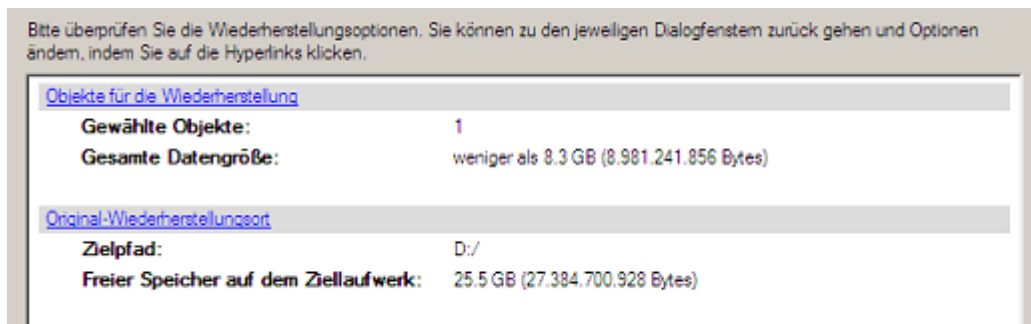 Bitte überprüfen Sie die Wiederherstellungsoptionen. Sie können zu den jeweiligen Dialogfenstern zurück gehen und Optionen
ändern, indem Sie auf die Hyperlinks klicken.
Objekte für die Wiederherstellung
Gewählte Objekte: 1
Gesamte Datengröße: weniger als 8.3 GB (8.981.241.856 Bytes)
Original-Wiederherstellungsort
Zielpfad: D:/
Freier Speicher auf dem Ziellaufwerk: 25.5 GB (27.384.700.928 Bytes)